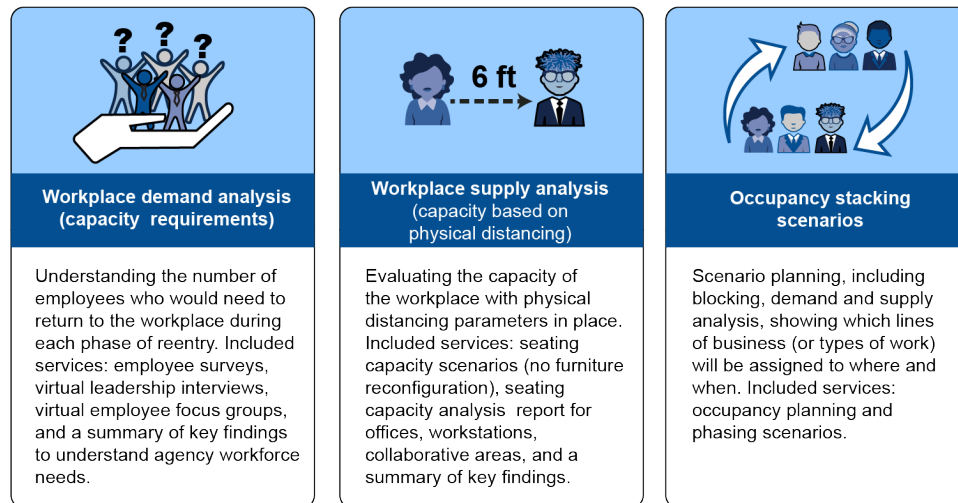 ? ? ?
Workplace demand analysis
(capacity requirements)
Understanding the number of
employees who would need to
return to the workplace during
each phase of reentry. Included
services: employee surveys,
virtual leadership interviews,
virtual employee focus groups,
and a summary of key findings
to understand agency workforce
needs.
6 ft
Workplace supply analysis
(capacity based on
physical distancing)
Evaluating the capacity of
the workplace with physical
distancing parameters in place.
Included services: seating
capacity scenarios (no furniture
reconfiguration), seating
capacity analysis report for
offices, workstations,
collaborative areas, and a
summary of key findings.
Occupancy stacking
scenarios
Scenario planning, including
blocking, demand and supply
analysis, showing which lines
of business (or types of work)
will be assigned to where and
when. Included services:
occupancy planning and
phasing scenarios.